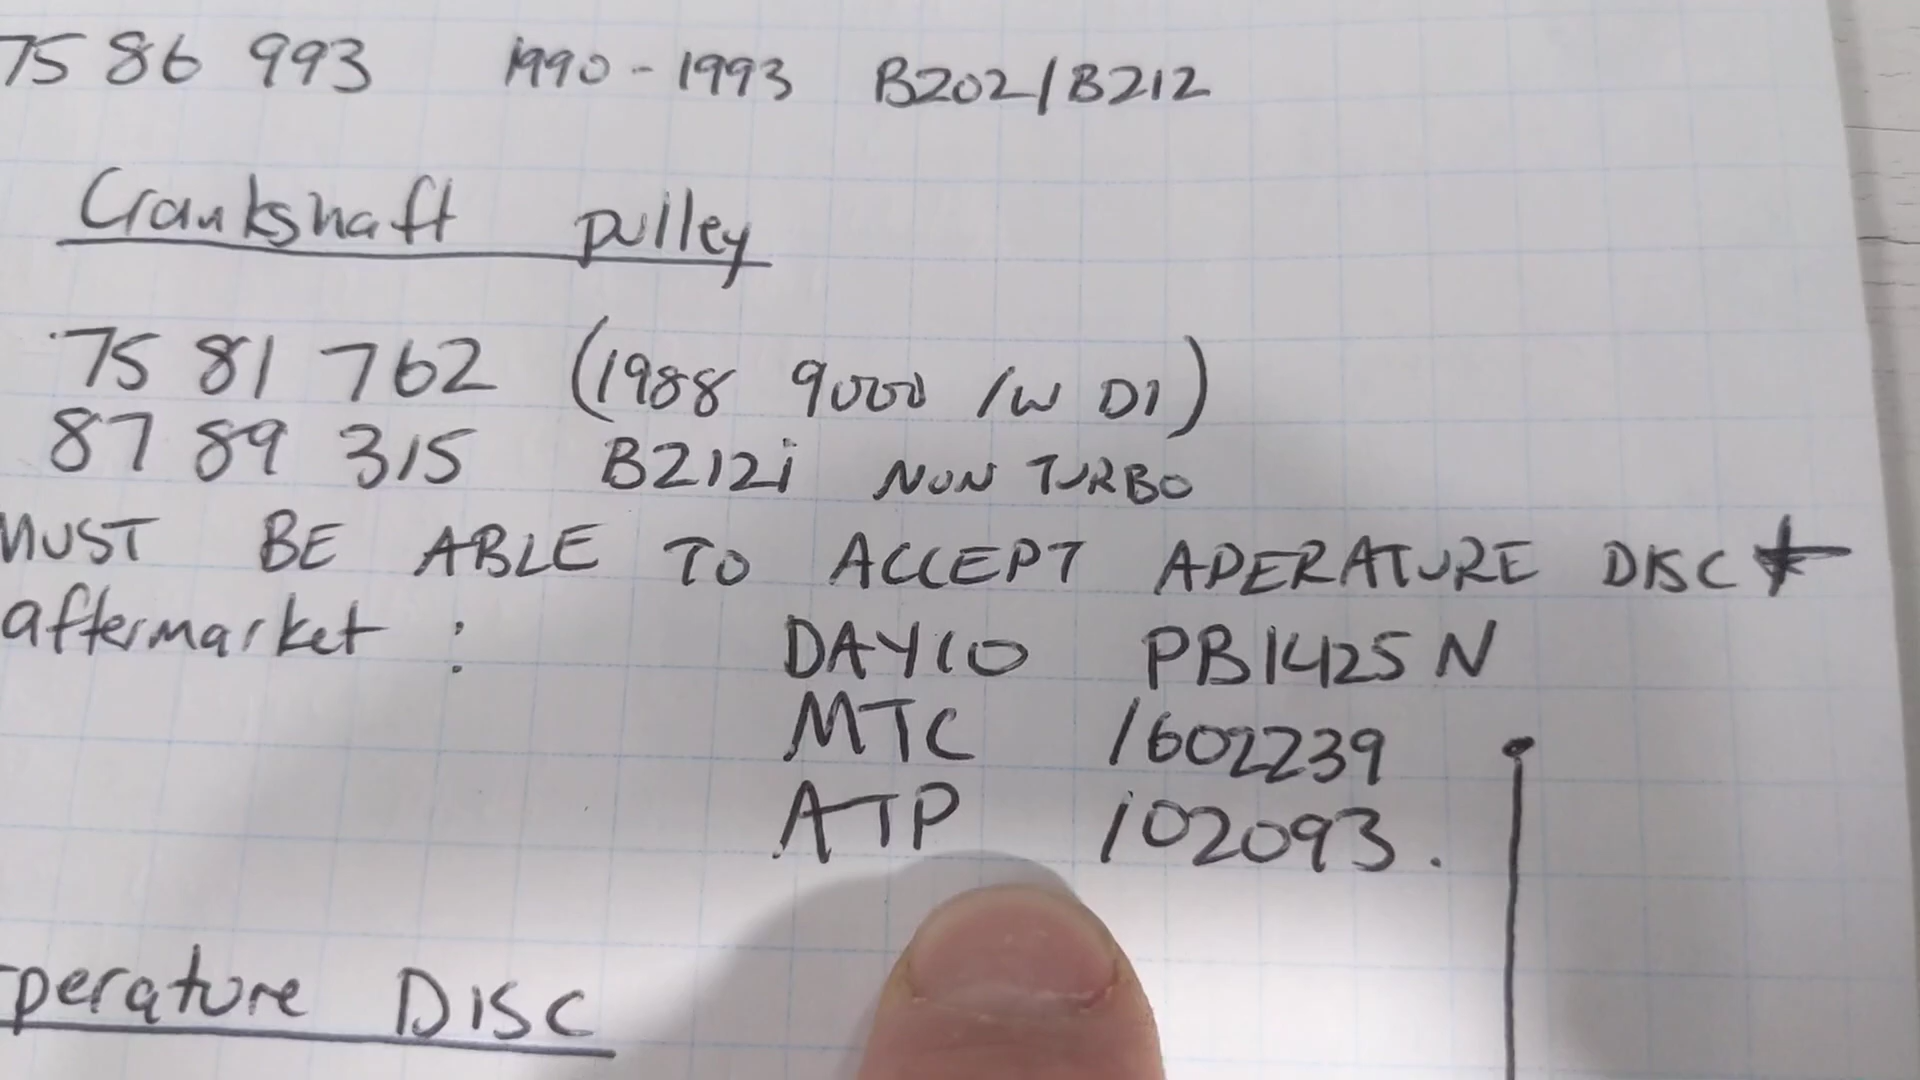 75 86 993 1990-1993 B202/B212
Crankshaft pulley
75 81 762 (1988 9000 /W DI)
87 89 315 B212i NON TURBO
MUST BE ABLE TO ACCEPT APERATURE DISC*
aftermarket : DAYCO PB1425N
MTC 1602239
ATP 102093.
perature DISC